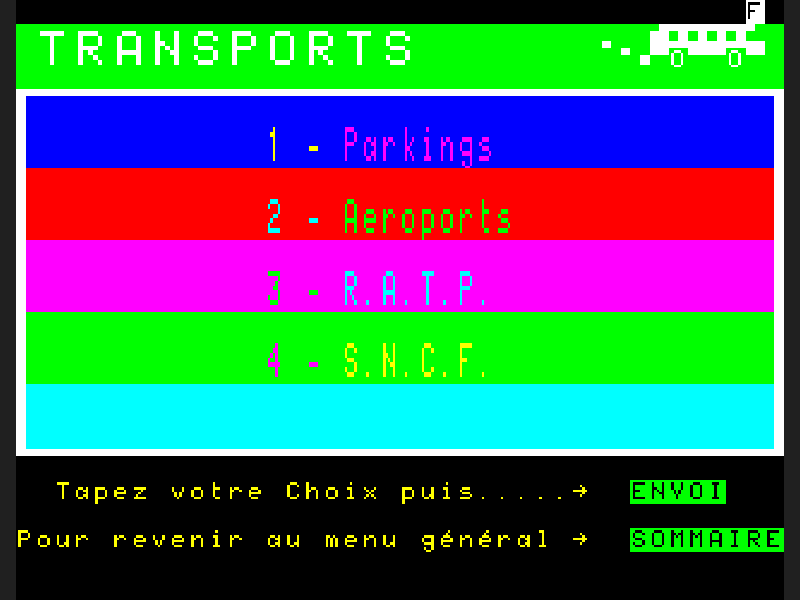 F
TRANSPORTS
1 - Parkings
2 - Aeroports
3 - R.A.T.P.
4 - S.N.C.F.
Tapez votre Choix puis.....→ ENVOI
Pour revenir au menu général → SOMMAIRE